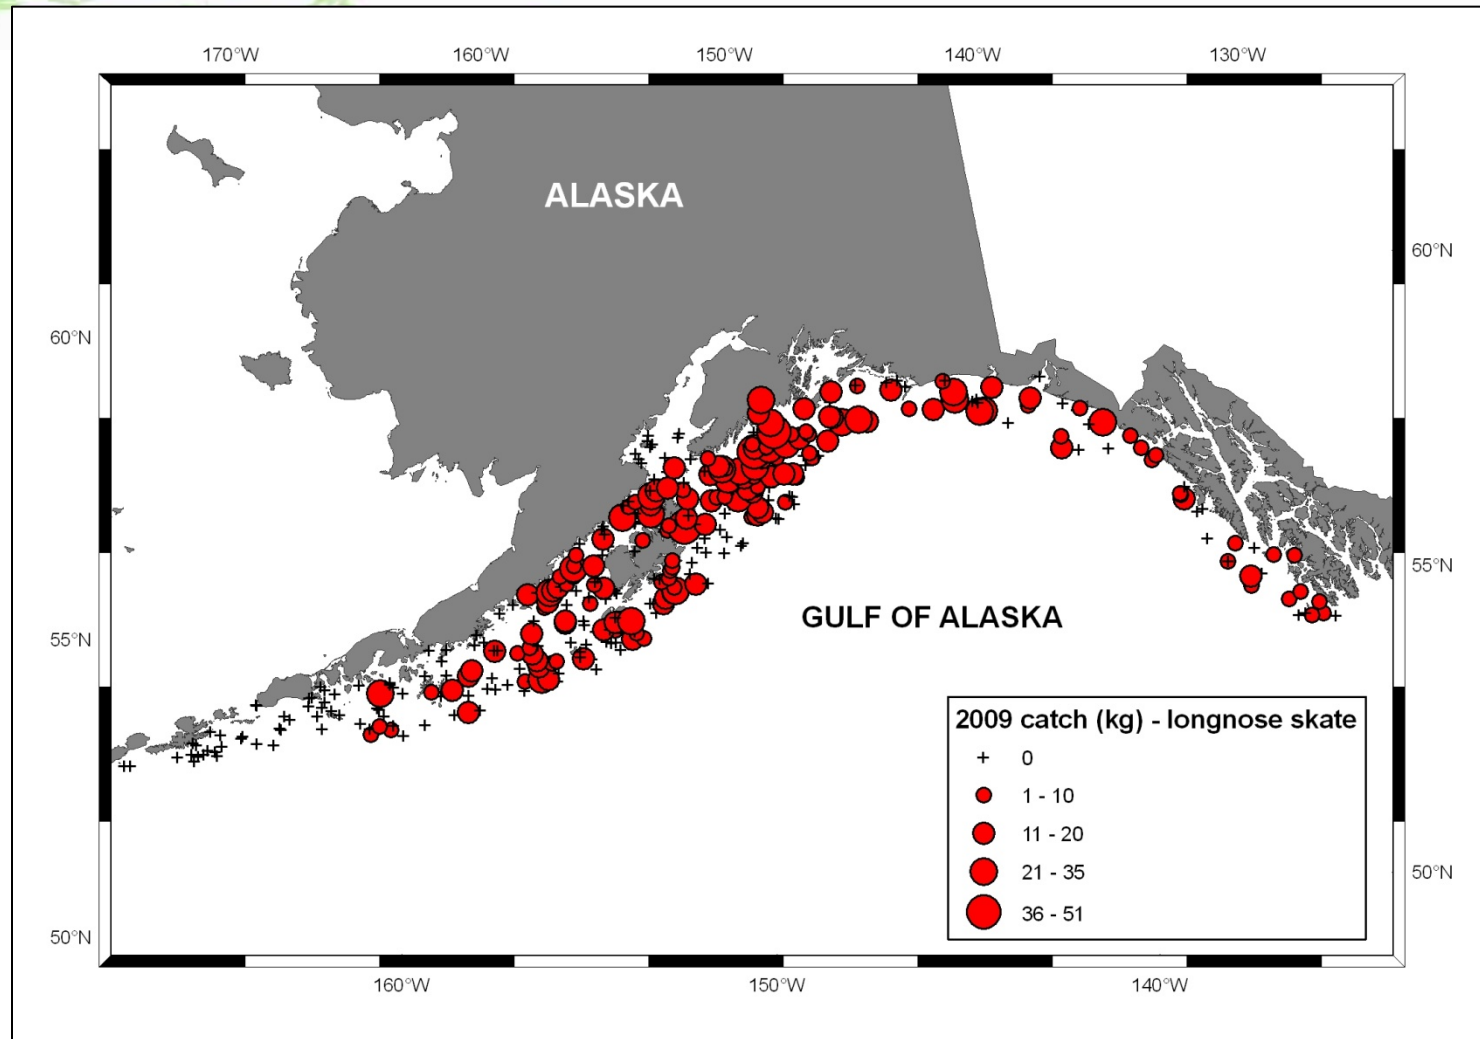 170°W 160°W 150°W 140°W 130°W
ALASKA
60°N
60°N
55°N
GULF OF ALASKA
55°N
2009 catch (kg) - longnose skate
0
1 - 10
11 - 20
21 - 35
36 - 51
50°N
50°N
160°W 150°W 140°W